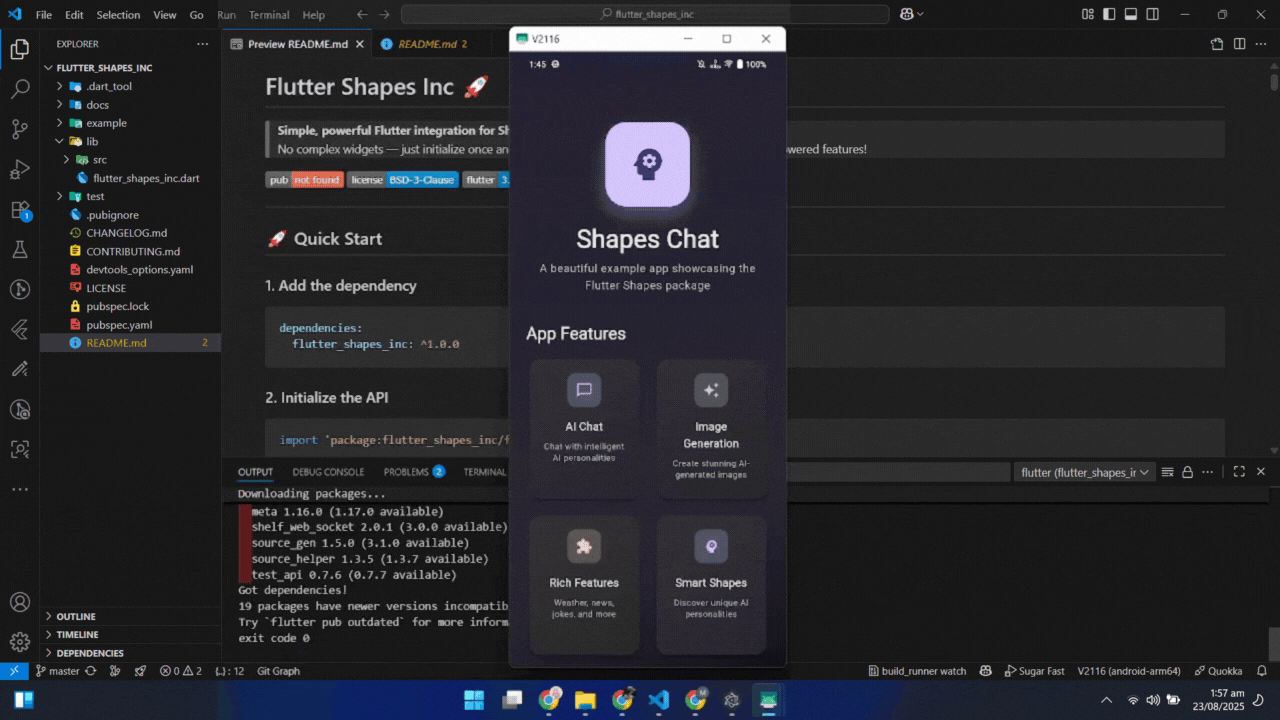 File Edit Selection View Go Run Terminal Help
flutter_shapes_inc
EXPLORER
FLUTTER_SHAPES_INC
.dart_tool
docs
example
lib
src
flutter_shapes_inc.dart
test
.pubignore
CHANGELOG.md
CONTRIBUTING.md
devtools_options.yaml
LICENSE
pubspec.lock
pubspec.yaml
README.md 2
OUTLINE
TIMELINE
DEPENDENCIES
1
Preview README.md
README.md 2
Flutter Shapes Inc 🚀
Simple, powerful Flutter integration for Sh
No complex widgets — just initialize once an
wered features!
pub not found license BSD-3-Clause flutter 3.
🚀 Quick Start
1. Add the dependency
dependencies:
flutter_shapes_inc: ^1.0.0
2. Initialize the API
import 'package:flutter_shapes_inc/f
V2116
1:45
100%
Shapes Chat
A beautiful example app showcasing the
Flutter Shapes package
App Features
AI Chat
Chat with intelligent
AI personalities
Image
Generation
Create stunning AI-
generated images
Rich Features
Weather, news,
jokes, and more
Smart Shapes
Discover unique AI
personalities
OUTPUT DEBUG CONSOLE PROBLEMS 2 TERMINAL
flutter (flutter_shapes_ir
Downloading packages...
meta 1.16.0 (1.17.0 available)
shelf_web_socket 2.0.1 (3.0.0 available)
source_gen 1.5.0 (3.1.0 available)
source_helper 1.3.5 (1.3.7 available)
test_api 0.7.6 (0.7.7 available)
Got dependencies!
19 packages have newer versions incompatib
Try `flutter pub outdated` for more inform
exit code 0
master
0 2
{..}: 12
Git Graph
build_runner watch
Sugar Fast
V2116 (android-arm64)
Quokka
1:57 am
23/08/2025